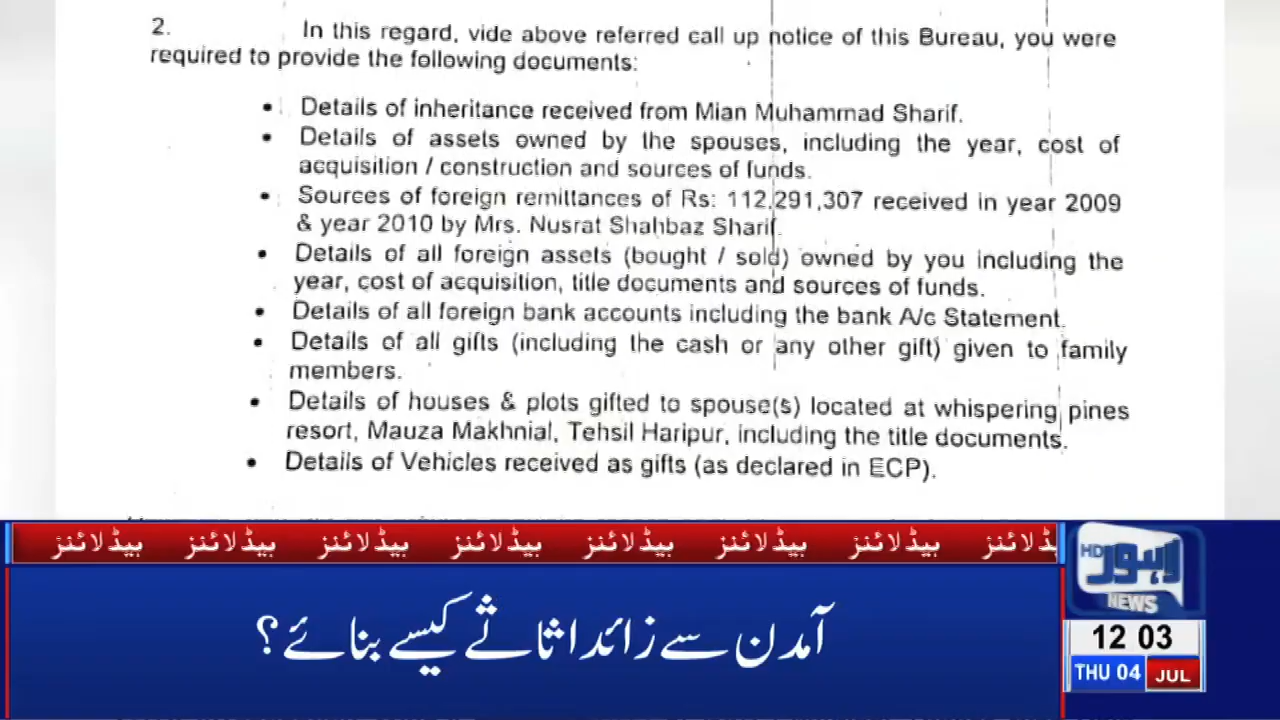 2. In this regard, vide above referred call up notice of this Bureau, you were
required to provide the following documents:
• Details of inheritance received from Mian Muhammad Sharif.
• Details of assets owned by the spouses, including the year, cost of
acquisition / construction and sources of funds.
• Sources of foreign remittances of Rs: 112,291,307 received in year 2009
& year 2010 by Mrs. Nusrat Shahbaz Sharif.
• Details of all foreign assets (bought / sold) owned by you including the
year, cost of acquisition, title documents and sources of funds.
• Details of all foreign bank accounts including the bank A/c Statement.
• Details of all gifts (including the cash or any other gift) given to family
members.
• Details of houses & plots gifted to spouse(s) located at whispering pines
resort, Mauza Makhnial, Tehsil Haripur, including the title documents.
• Details of Vehicles received as gifts (as declared in ECP).
ہیڈلائنز ہیڈلائنز ہیڈلائنز ہیڈلائنز ہیڈلائنز ہیڈلائنز ہیڈلائنز ہیڈلائنز
آمدن سے زائد اثاثے کیسے بنائے؟
HD لاہور
NEWS
12 03
THU 04 JUL